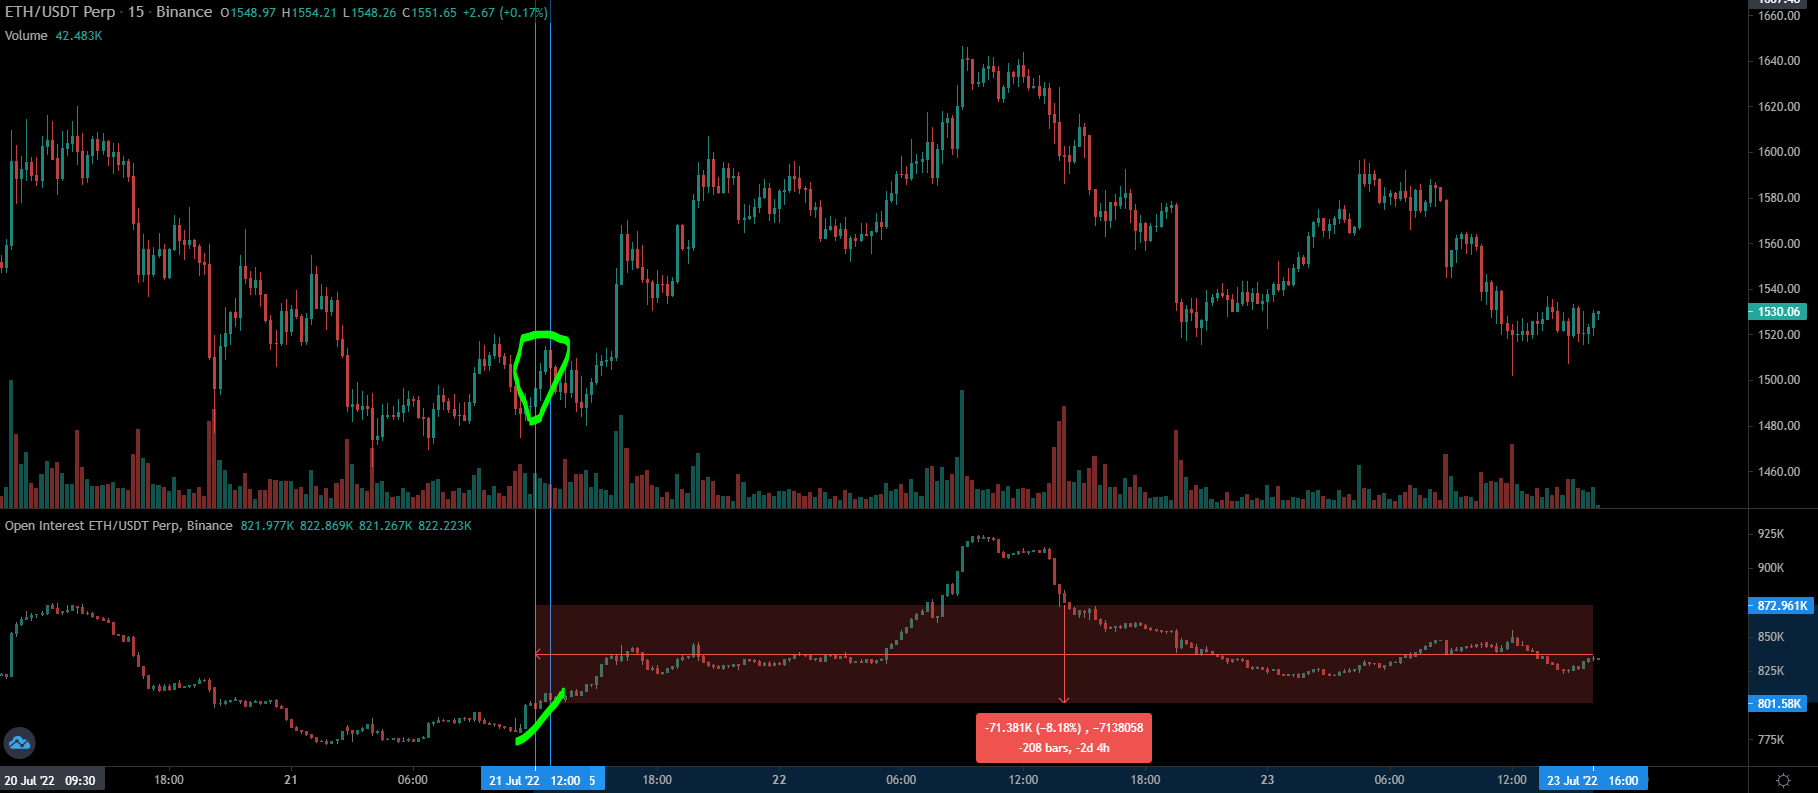 ETH/USDT Perp · 15 · Binance O1548.97 H1554.21 L1548.26 C1551.65 +2.67 (+0.17%)
Volume 42.483K
1660.00
1640.00
1620.00
1600.00
1580.00
1560.00
1540.00
1530.06
1520.00
1500.00
1480.00
1460.00
Open Interest ETH/USDT Perp, Binance 821.977K 822.869K 821.267K 822.223K
925K
900K
872.961K
850K
825K
801.58K
775K
-71.381K (−8.18%) , −7138058
-208 bars, -2d 4h
20 Jul '22 09:30 18:00 21 06:00 21 Jul '22 12:00 5 18:00 22 06:00 12:00 18:00 23 06:00 12:00 23 Jul '22 16:00